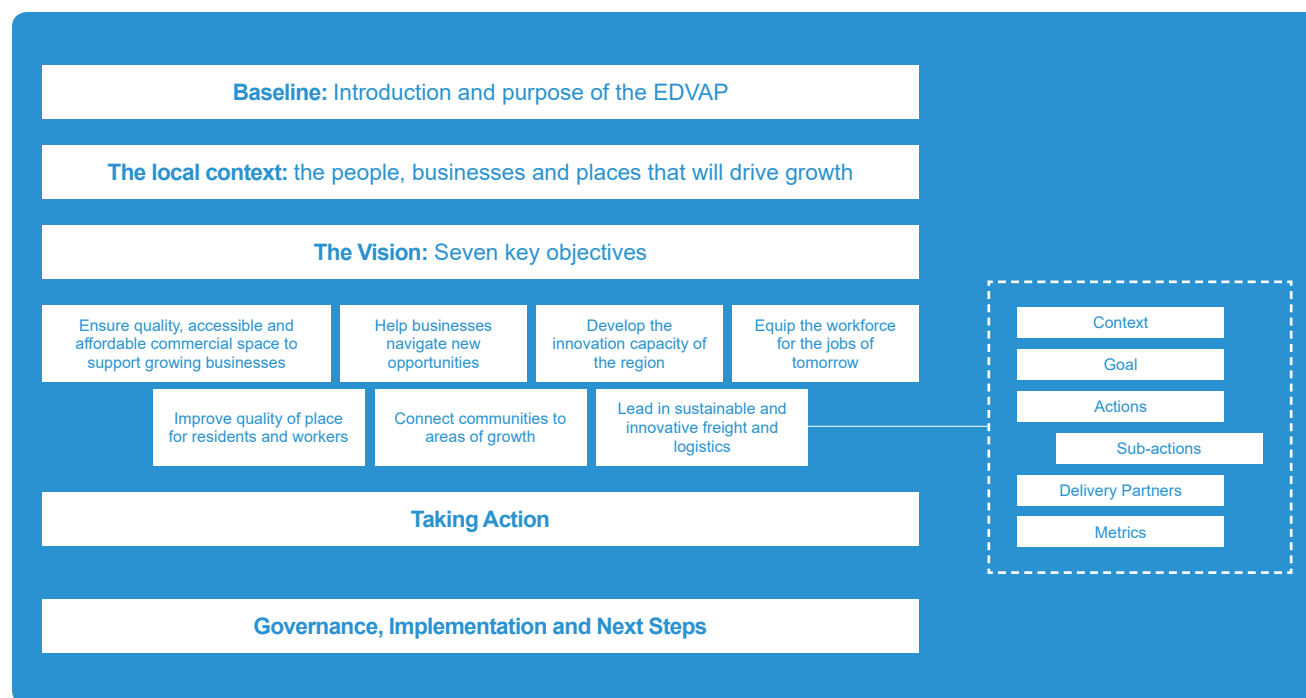 Baseline: Introduction and purpose of the EDVAP
The local context: the people, businesses and places that will drive growth
The Vision: Seven key objectives
Ensure quality, accessible and
affordable commercial space to
support growing businesses
Help businesses
navigate new
opportunities
Develop the
innovation capacity of
the region
Equip the workforce
for the jobs of
tomorrow
Improve quality of place
for residents and workers
Connect communities to
areas of growth
Lead in sustainable and
innovative freight and
logistics
Context
Goal
Actions
Sub-actions
Delivery Partners
Metrics
Taking Action
Governance, Implementation and Next Steps